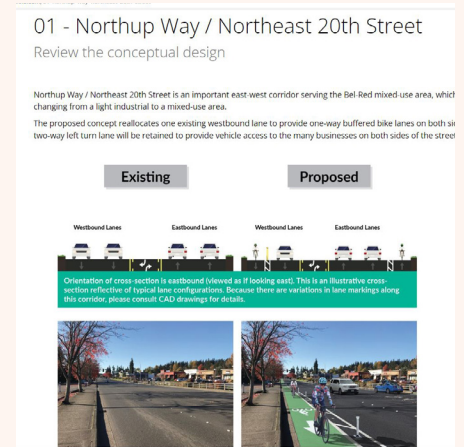 01 - Northup Way / Northeast 20th Street
Review the conceptual design
Northup Way / Northeast 20th Street is an important east-west corridor serving the Bel-Red mixed-use area, which
changing from a light industrial to a mixed-use area.
The proposed concept reallocates one existing westbound lane to provide one-way buffered bike lanes on both
two-way left turn lane will be retained to provide vehicle access to the many businesses on both sides of the street
Existing
Proposed
Westbound Lanes
Eastbound Lanes
Westbound Lanes
Eastbound Lanes
Orientation of cross-section is eastbound (viewed as if looking east). This is an illustrative cross-
section reflective of typical lane configurations. Because there are variations in lane markings along
this corridor, please consult CAD drawings for details.